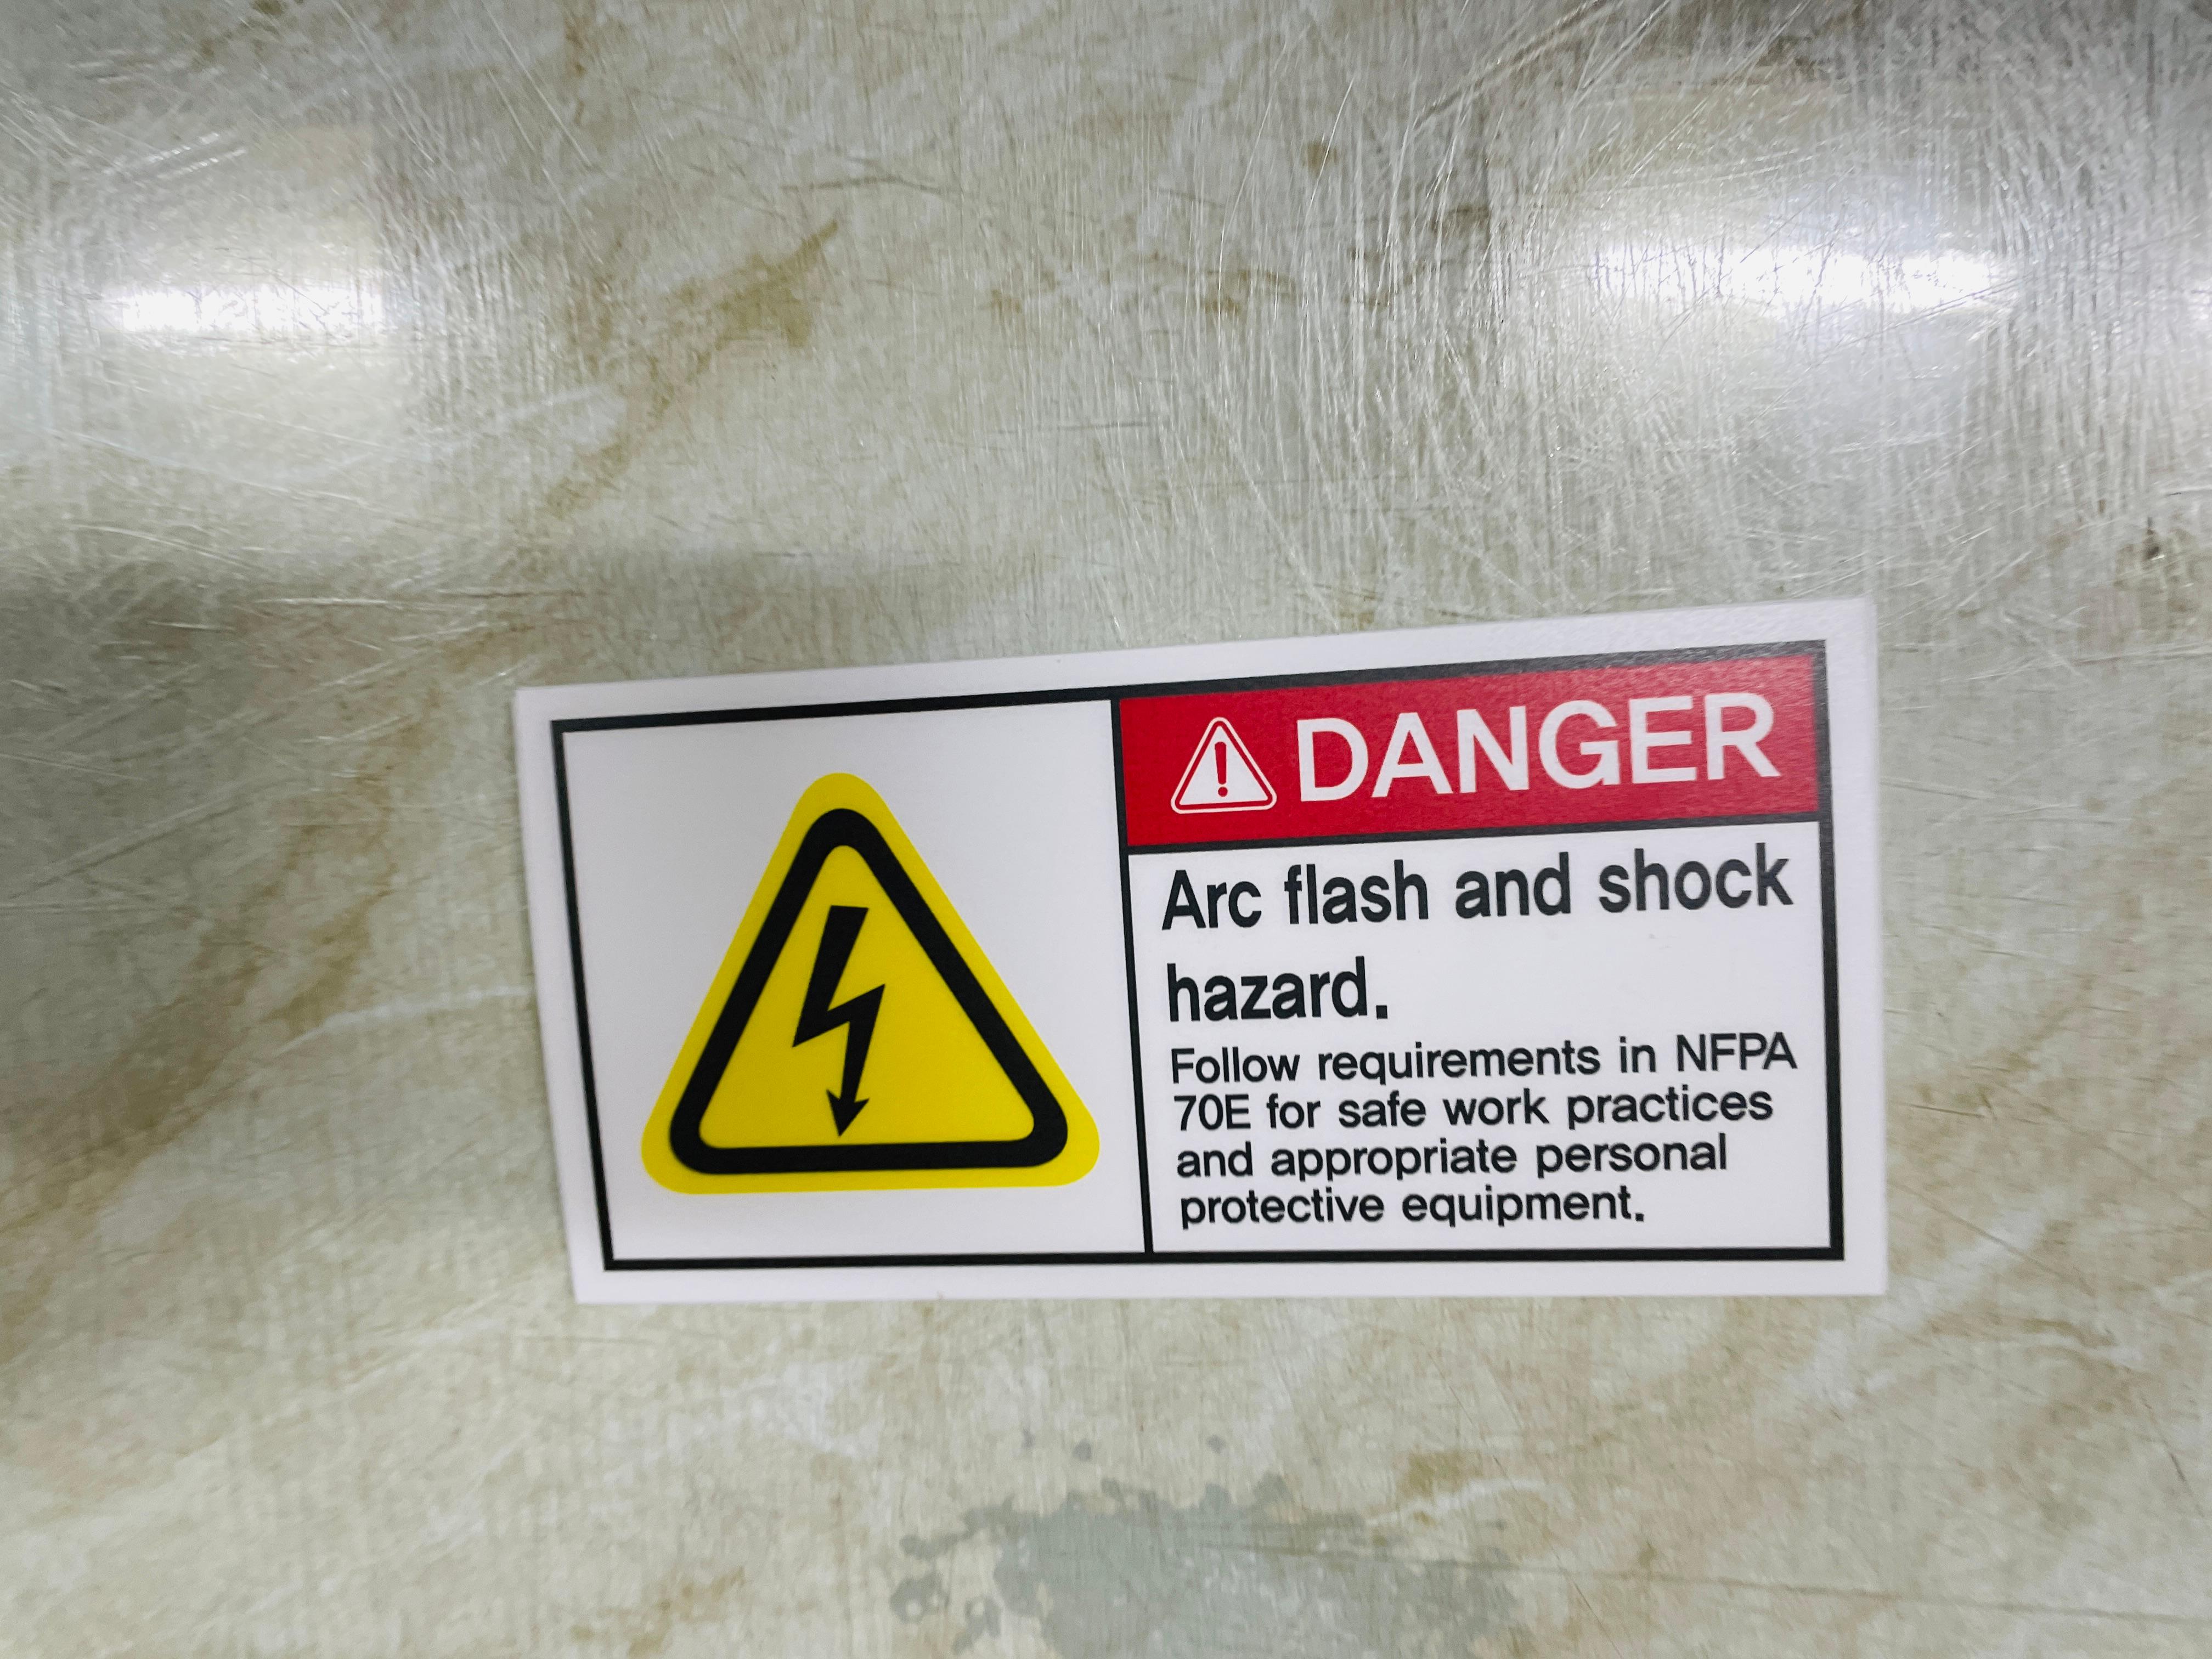 DANGER
Arc flash and shock
hazard.
Follow requirements in NFPA
70E for safe work practices
and appropriate personal
protective equipment.